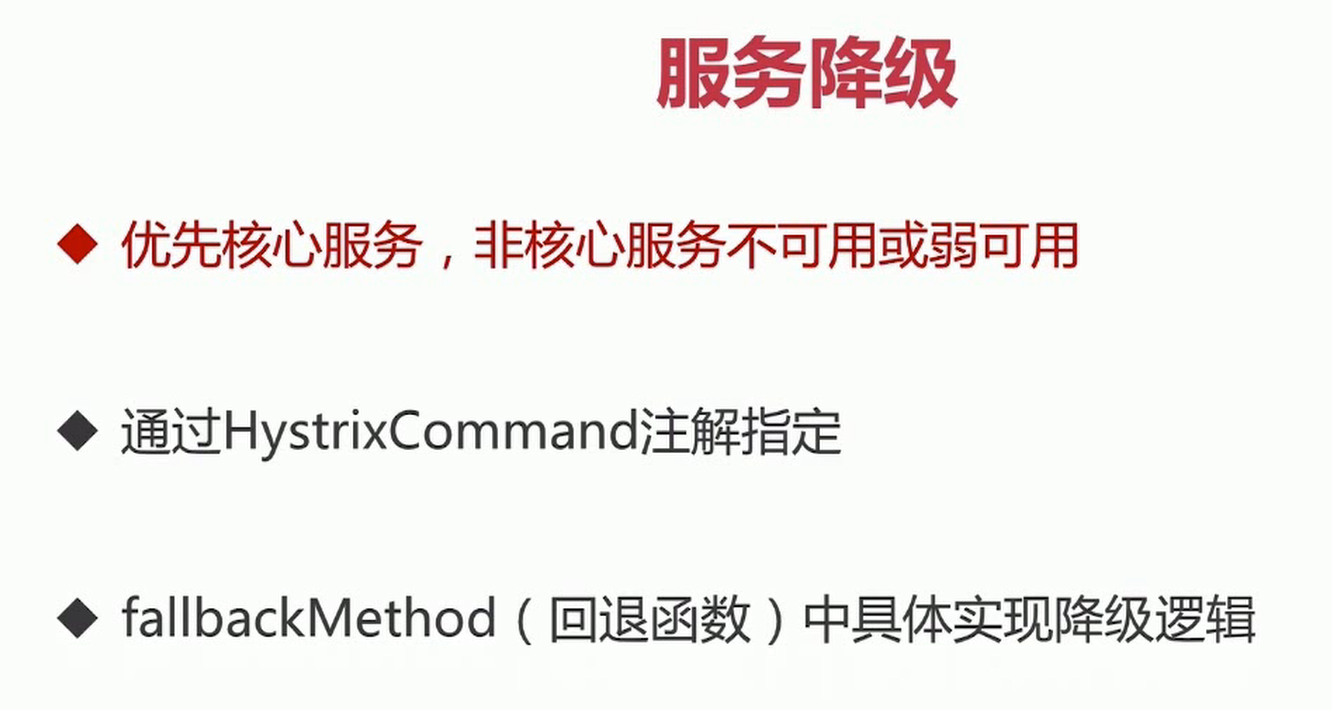 服务降级
优先核心服务，非核心服务不可用或弱可用
通过HystrixCommand注解指定
fallbackMethod（回退函数）中具体实现降级逻辑